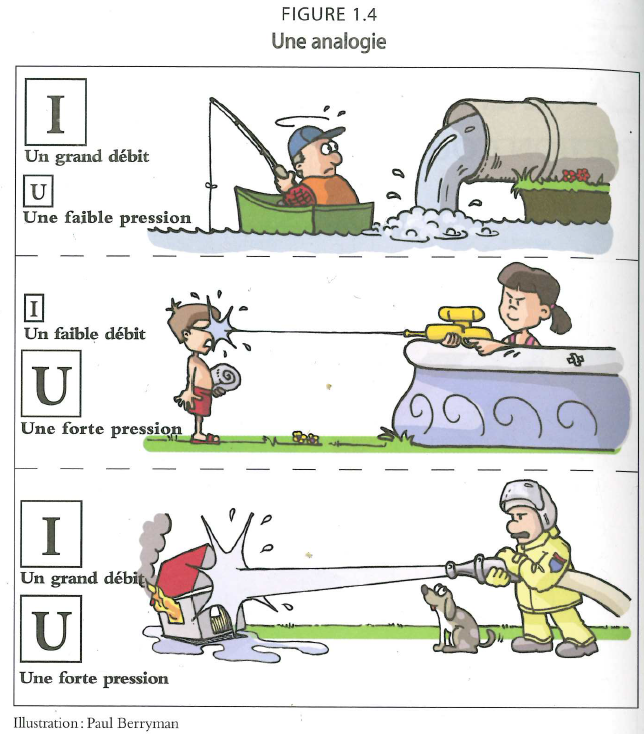 FIGURE 1.4
Une analogie
I
Un grand débit
U
Une faible pression
I
Un faible débit
U
Une forte pression
I
Un grand débit
U
Une forte pression
Illustration : Paul Berryman